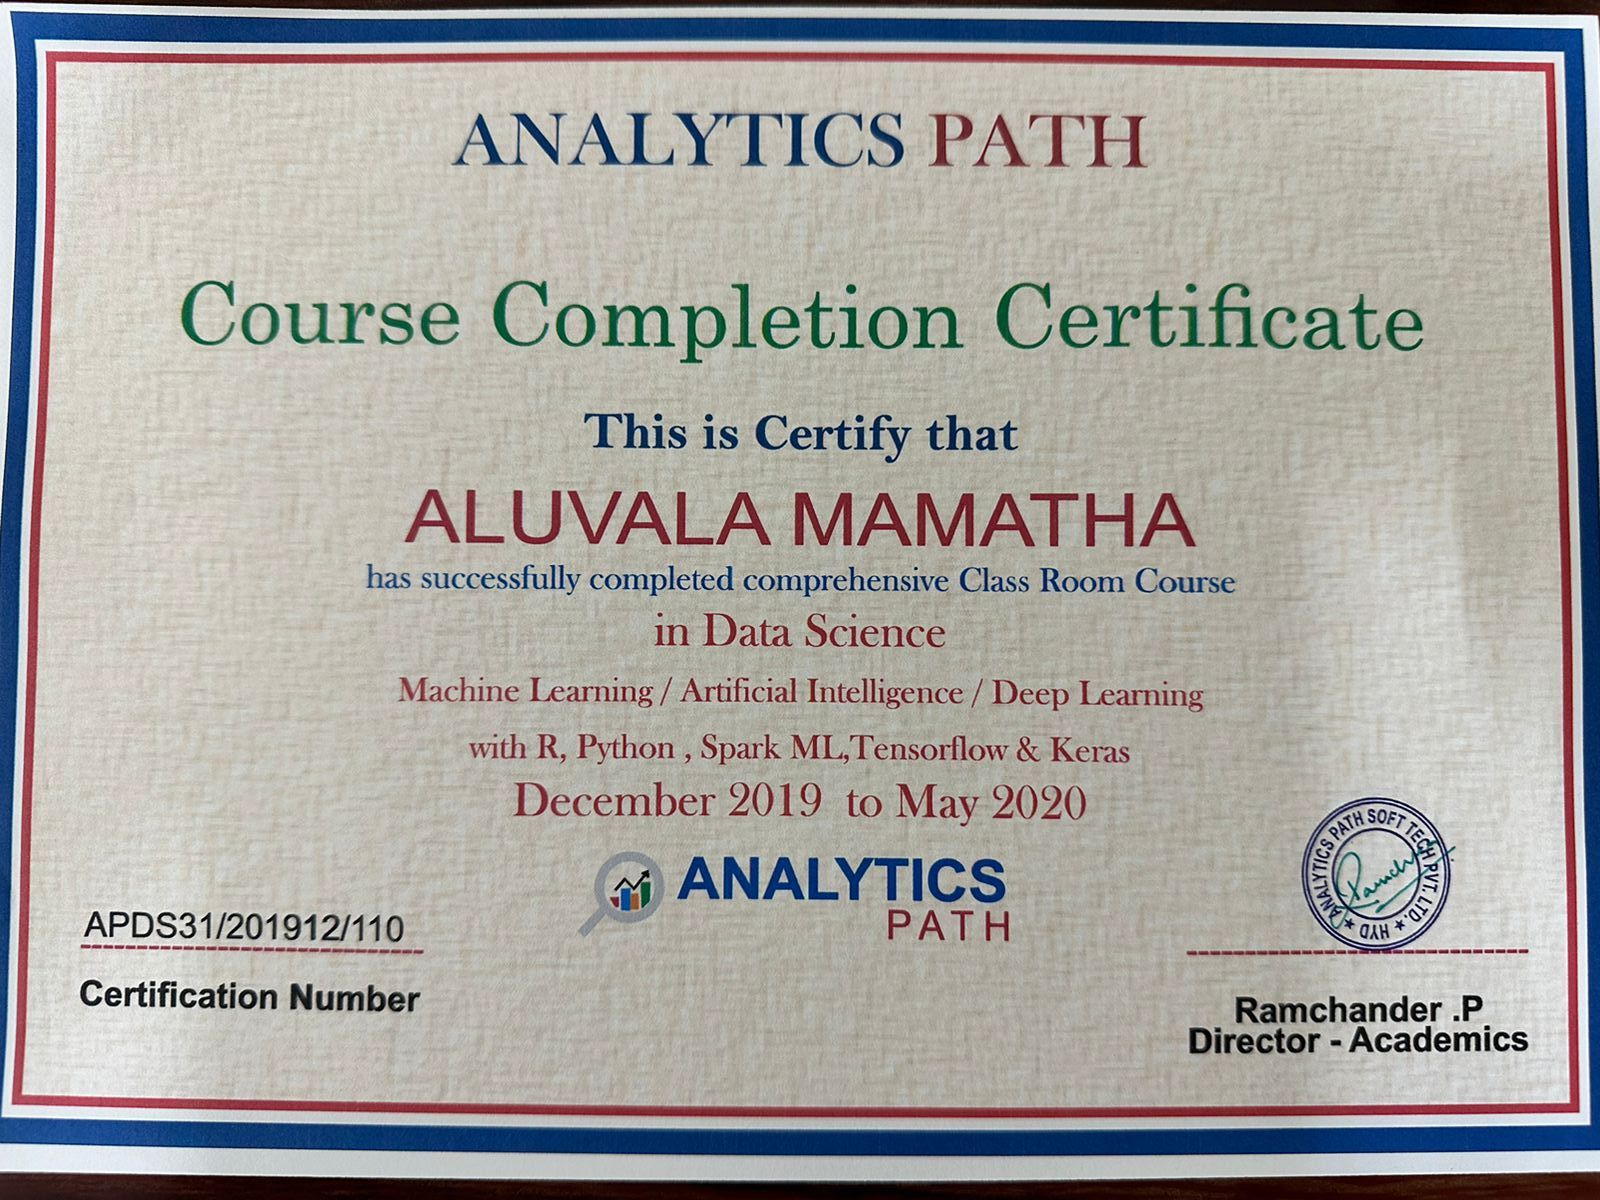 ANALYTICS PATH
Course Completion Certificate
This is Certify that
ALUVALA MAMATHA
has successfully completed comprehensive Class Room Course
in Data Science
Machine Learning / Artificial Intelligence / Deep Learning
with R, Python , Spark ML,Tensorflow & Keras
December 2019 to May 2020
ANALYTICS
PATH
APDS31/201912/110
Certification Number
ANALYTICS PATH SOFT TECH PVT. LTD. ★ HYD ★
Ramchander .P
Director - Academics